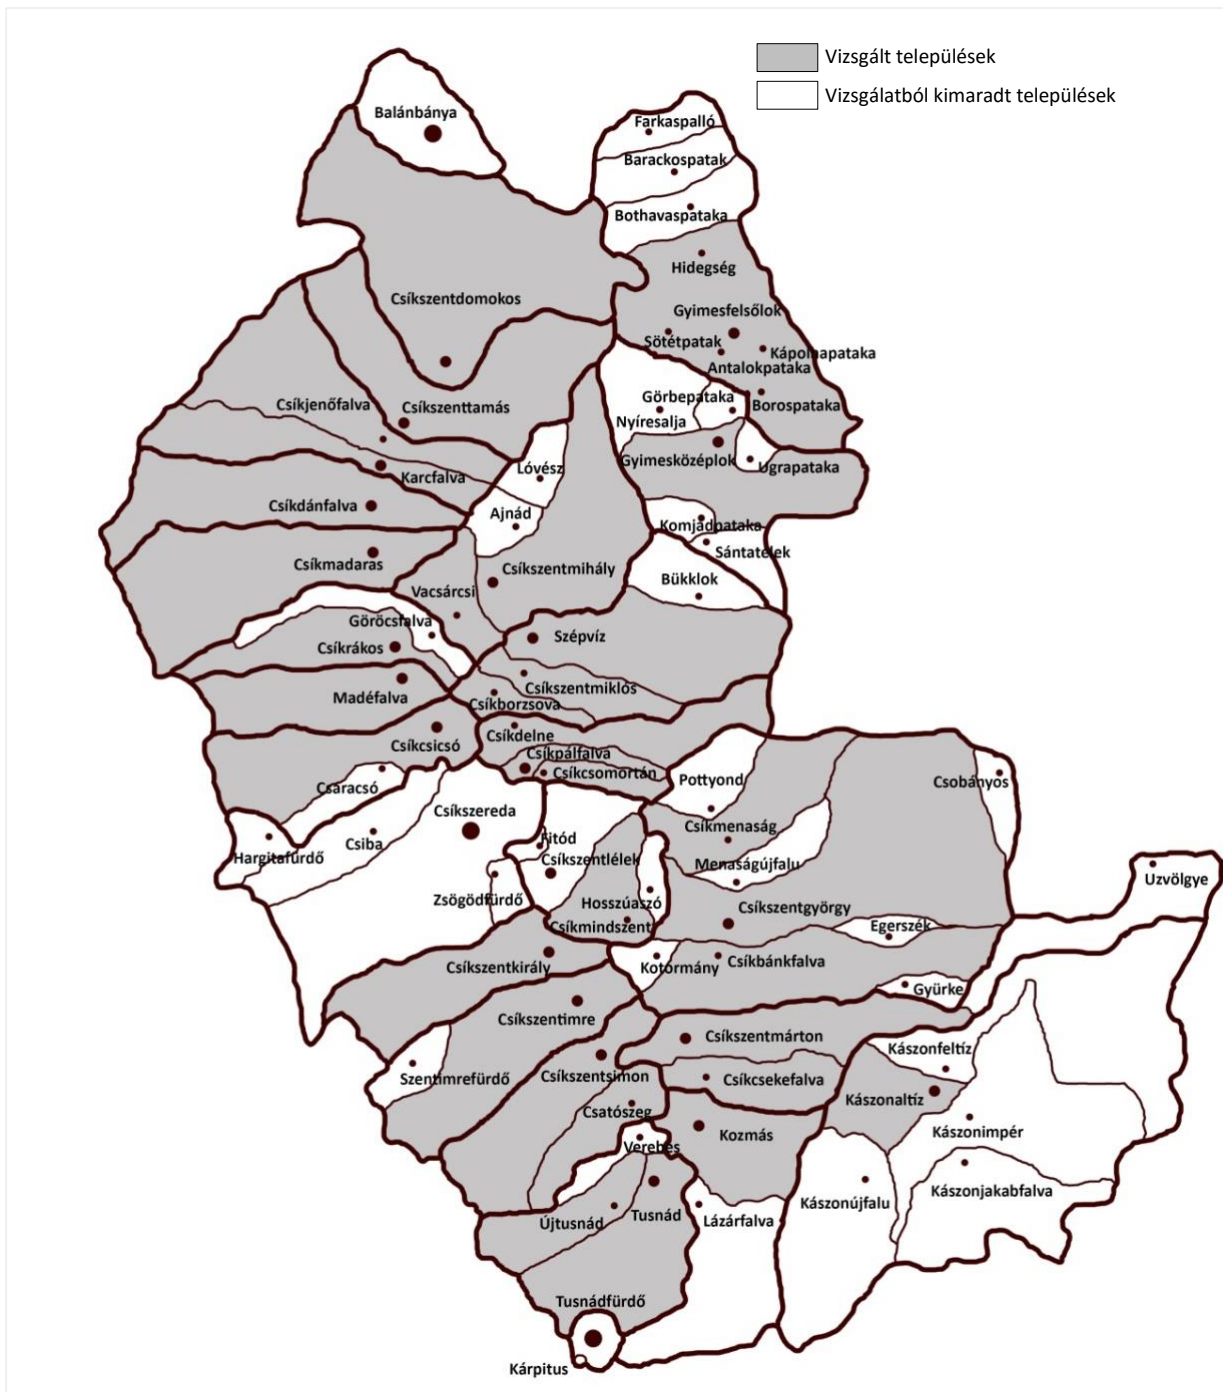 Vizsgált települések
Vizsgálatból kimaradt települések
Balánbánya
Farkaspalló
Barackospatak
Bothavaspataka
Hidegség
Csíkszentdomokos
Gyimesfelsőlok
Sötétpatak
Kápolnapataka
Antalokpataka
Görbepataka
Borospataka
Csíkjenőfalva
Csíkszenttamás
Nyíresalja
Gyimesközéplok
Ugrapataka
Lóvész
Karcfalva
Csíkdánfalva
Ajnád
Komjádpataka
Sántatelek
Csíkmadaras
Csíkszentmihály
Bükklok
Vacsárcsi
Göröcsfalva
Szépvíz
Csíkrákos
Csíkszentmiklós
Madéfalva
Csíkborzsova
Csíkdelne
Csíkcsicsó
Csíkpálfalva
Csíkcsomortán
Pottyond
Csobányos
Csaracsó
Csíkszereda
Csíkmenaság
Fitód
Csiba
Hargitafürdő
Csíkszentlélek
Menaságújfalu
Uzvölgye
Zsögödfürdő
Hosszúaszó
Csíkszentgyörgy
Csíkmindszent
Egerszék
Csíkszentkirály
Kotormány
Csíkbánkfalva
Gyürke
Csíkszentimre
Csíkszentmárton
Kászonfeltíz
Szentimrefürdő
Csíkszentsimon
Csíkcsekefalva
Kászonaltíz
Csatószeg
Kozmás
Kászonimpér
Verebes
Kászonjakabfalva
Kászonújfalu
Újtusnád
Tusnád
Lázárfalva
Tusnádfürdő
Kárpitus